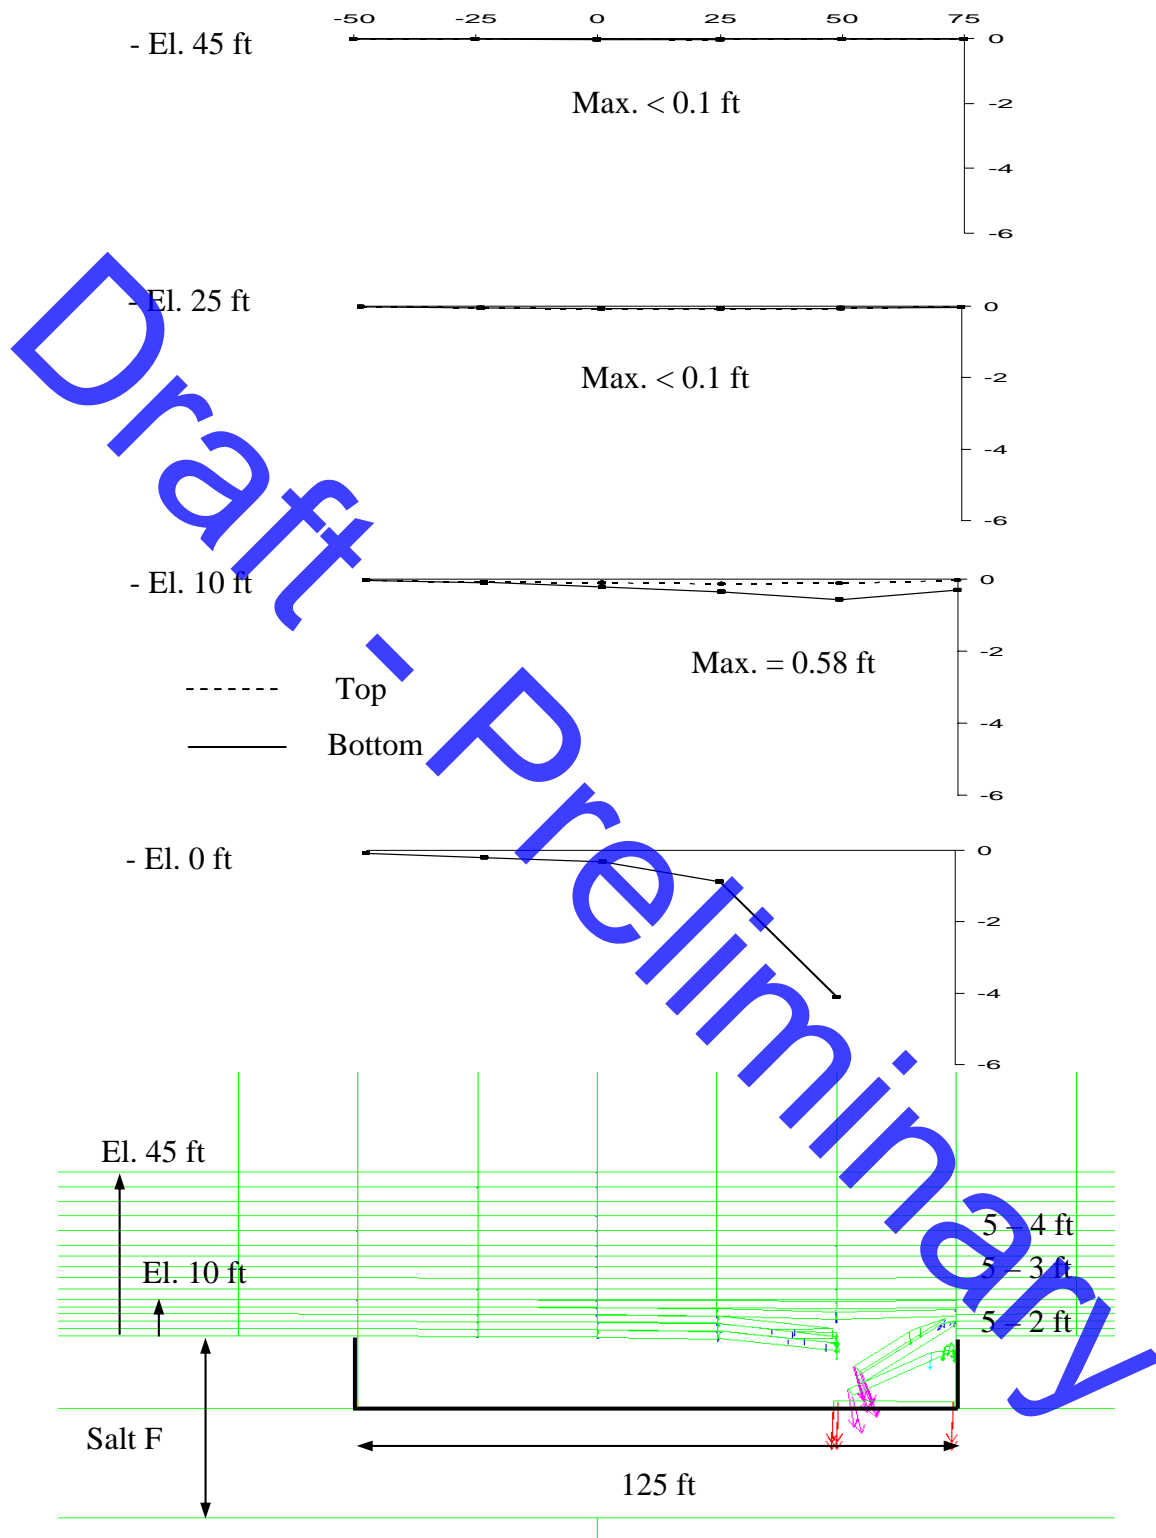 -50 -25 0 25 50 75
- El. 45 ft
0
-2
-4
-6
Max. < 0.1 ft
- El. 25 ft
0
-2
-4
-6
Max. < 0.1 ft
- El. 10 ft
0
-2
-4
-6
Max. = 0.58 ft
Top
Bottom
- El. 0 ft
0
-2
-4
-6
El. 45 ft
El. 10 ft
5 – 4 ft
5 – 3 ft
5 – 2 ft
Salt F
125 ft
Draft - Preliminary